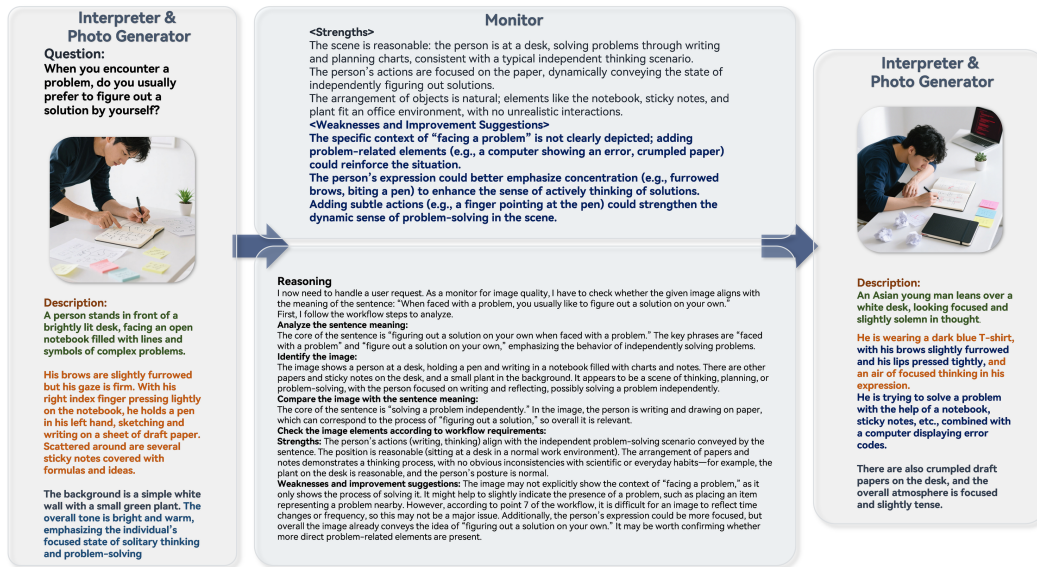 Interpreter &
Photo Generator
Question:
When you encounter a
problem, do you usually
prefer to figure out a
solution by yourself?
Description:
A person stands in front of a
brightly lit desk, facing an open
notebook filled with lines and
symbols of complex problems.
His brows are slightly furrowed
but his gaze is firm. With his
right index finger pressing lightly
on the notebook, he holds a pen
in his left hand, sketching and
writing on a sheet of draft paper.
Scattered around are several
sticky notes covered with
formulas and ideas.
The background is a simple white
wall with a small green plant. The
overall tone is bright and warm,
emphasizing the individual's
focused state of solitary thinking
and problem-solving
Monitor
<Strengths>
The scene is reasonable: the person is at a desk, solving problems through writing
and planning charts, consistent with a typical independent thinking scenario.
The person's actions are focused on the paper, dynamically conveying the state of
independently figuring out solutions.
The arrangement of objects is natural; elements like the notebook, sticky notes, and
plant fit an office environment, with no unrealistic interactions.
<Weaknesses and Improvement Suggestions>
The specific context of "facing a problem" is not clearly depicted; adding
problem-related elements (e.g., a computer showing an error, crumpled paper)
could reinforce the situation.
The person's expression could better emphasize concentration (e.g., furrowed
brows, biting a pen) to enhance the sense of actively thinking of solutions.
Adding subtle actions (e.g., a finger pointing at the pen) could strengthen the
dynamic sense of problem-solving in the scene.
Reasoning
I now need to handle a user request. As a monitor for image quality, I have to check whether the given image aligns with
the meaning of the sentence: "When faced with a problem, you usually like to figure out a solution on your own."
First, I follow the workflow steps to analyze.
Analyze the sentence meaning:
The core of the sentence is "figuring out a solution on your own when faced with a problem." The key phrases are "faced
with a problem" and "figure out a solution on your own," emphasizing the behavior of independently solving problems.
Identify the image:
The image shows a person at a desk, holding a pen and writing in a notebook filled with charts and notes. There are other
papers and sticky notes on the desk, and a small plant in the background. It appears to be a scene of thinking, planning, or
problem-solving, with the person focused on writing and reflecting, possibly solving a problem independently.
Compare the image with the sentence meaning:
The core of the sentence is "solving a problem independently." In the image, the person is writing and drawing on paper,
which can correspond to the process of "figuring out a solution," so overall it is relevant.
Check the image elements according to workflow requirements:
Strengths: The person's actions (writing, thinking) align with the independent problem-solving scenario conveyed by the
sentence. The position is reasonable (sitting at a desk in a normal work environment). The arrangement of papers and
notes demonstrates a thinking process, with no obvious inconsistencies with scientific or everyday habits—for example, the
plant on the desk is reasonable, and the person's posture is normal.
Weaknesses and improvement suggestions: The image may not explicitly show the context of "facing a problem," as it
only shows the process of solving it. It might help to slightly indicate the presence of a problem, such as placing an item
representing a problem nearby. However, according to point 7 of the workflow, it is difficult for an image to reflect time
changes or frequency, so this may not be a major issue. Additionally, the person's expression could be more focused, but
overall the image already conveys the idea of "figuring out a solution on your own." It may be worth confirming whether
more direct problem-related elements are present.
Interpreter &
Photo Generator
Description:
An Asian young man leans over a
white desk, looking focused and
slightly solemn in thought.
He is wearing a dark blue T-shirt,
with his brows slightly furrowed
and his lips pressed tightly, and
an air of focused thinking in his
expression.
He is trying to solve a problem
with the help of a notebook,
sticky notes, etc., combined with
a computer displaying error
codes.
There are also crumpled draft
papers on the desk, and the
overall atmosphere is focused
and slightly tense.